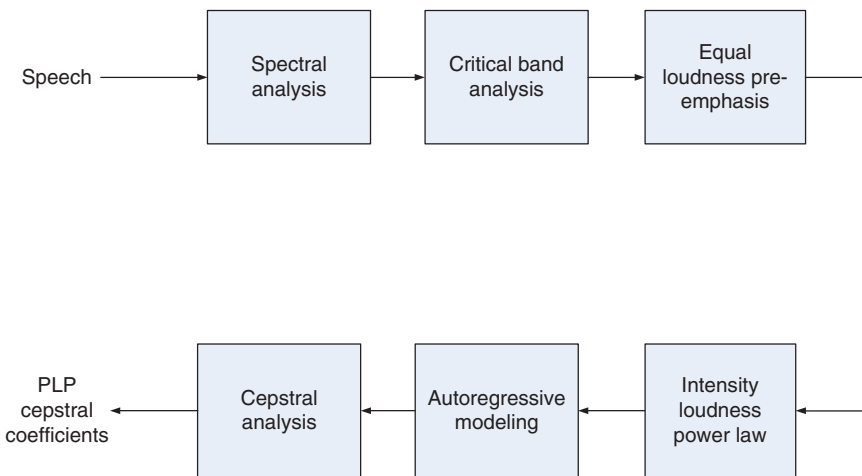 Speech
Spectral
analysis
Critical band
analysis
Equal
loudness pre-
emphasis
PLP
cepstral
coefficients
Cepstral
analysis
Autoregressive
modeling
Intensity
loudness
power law